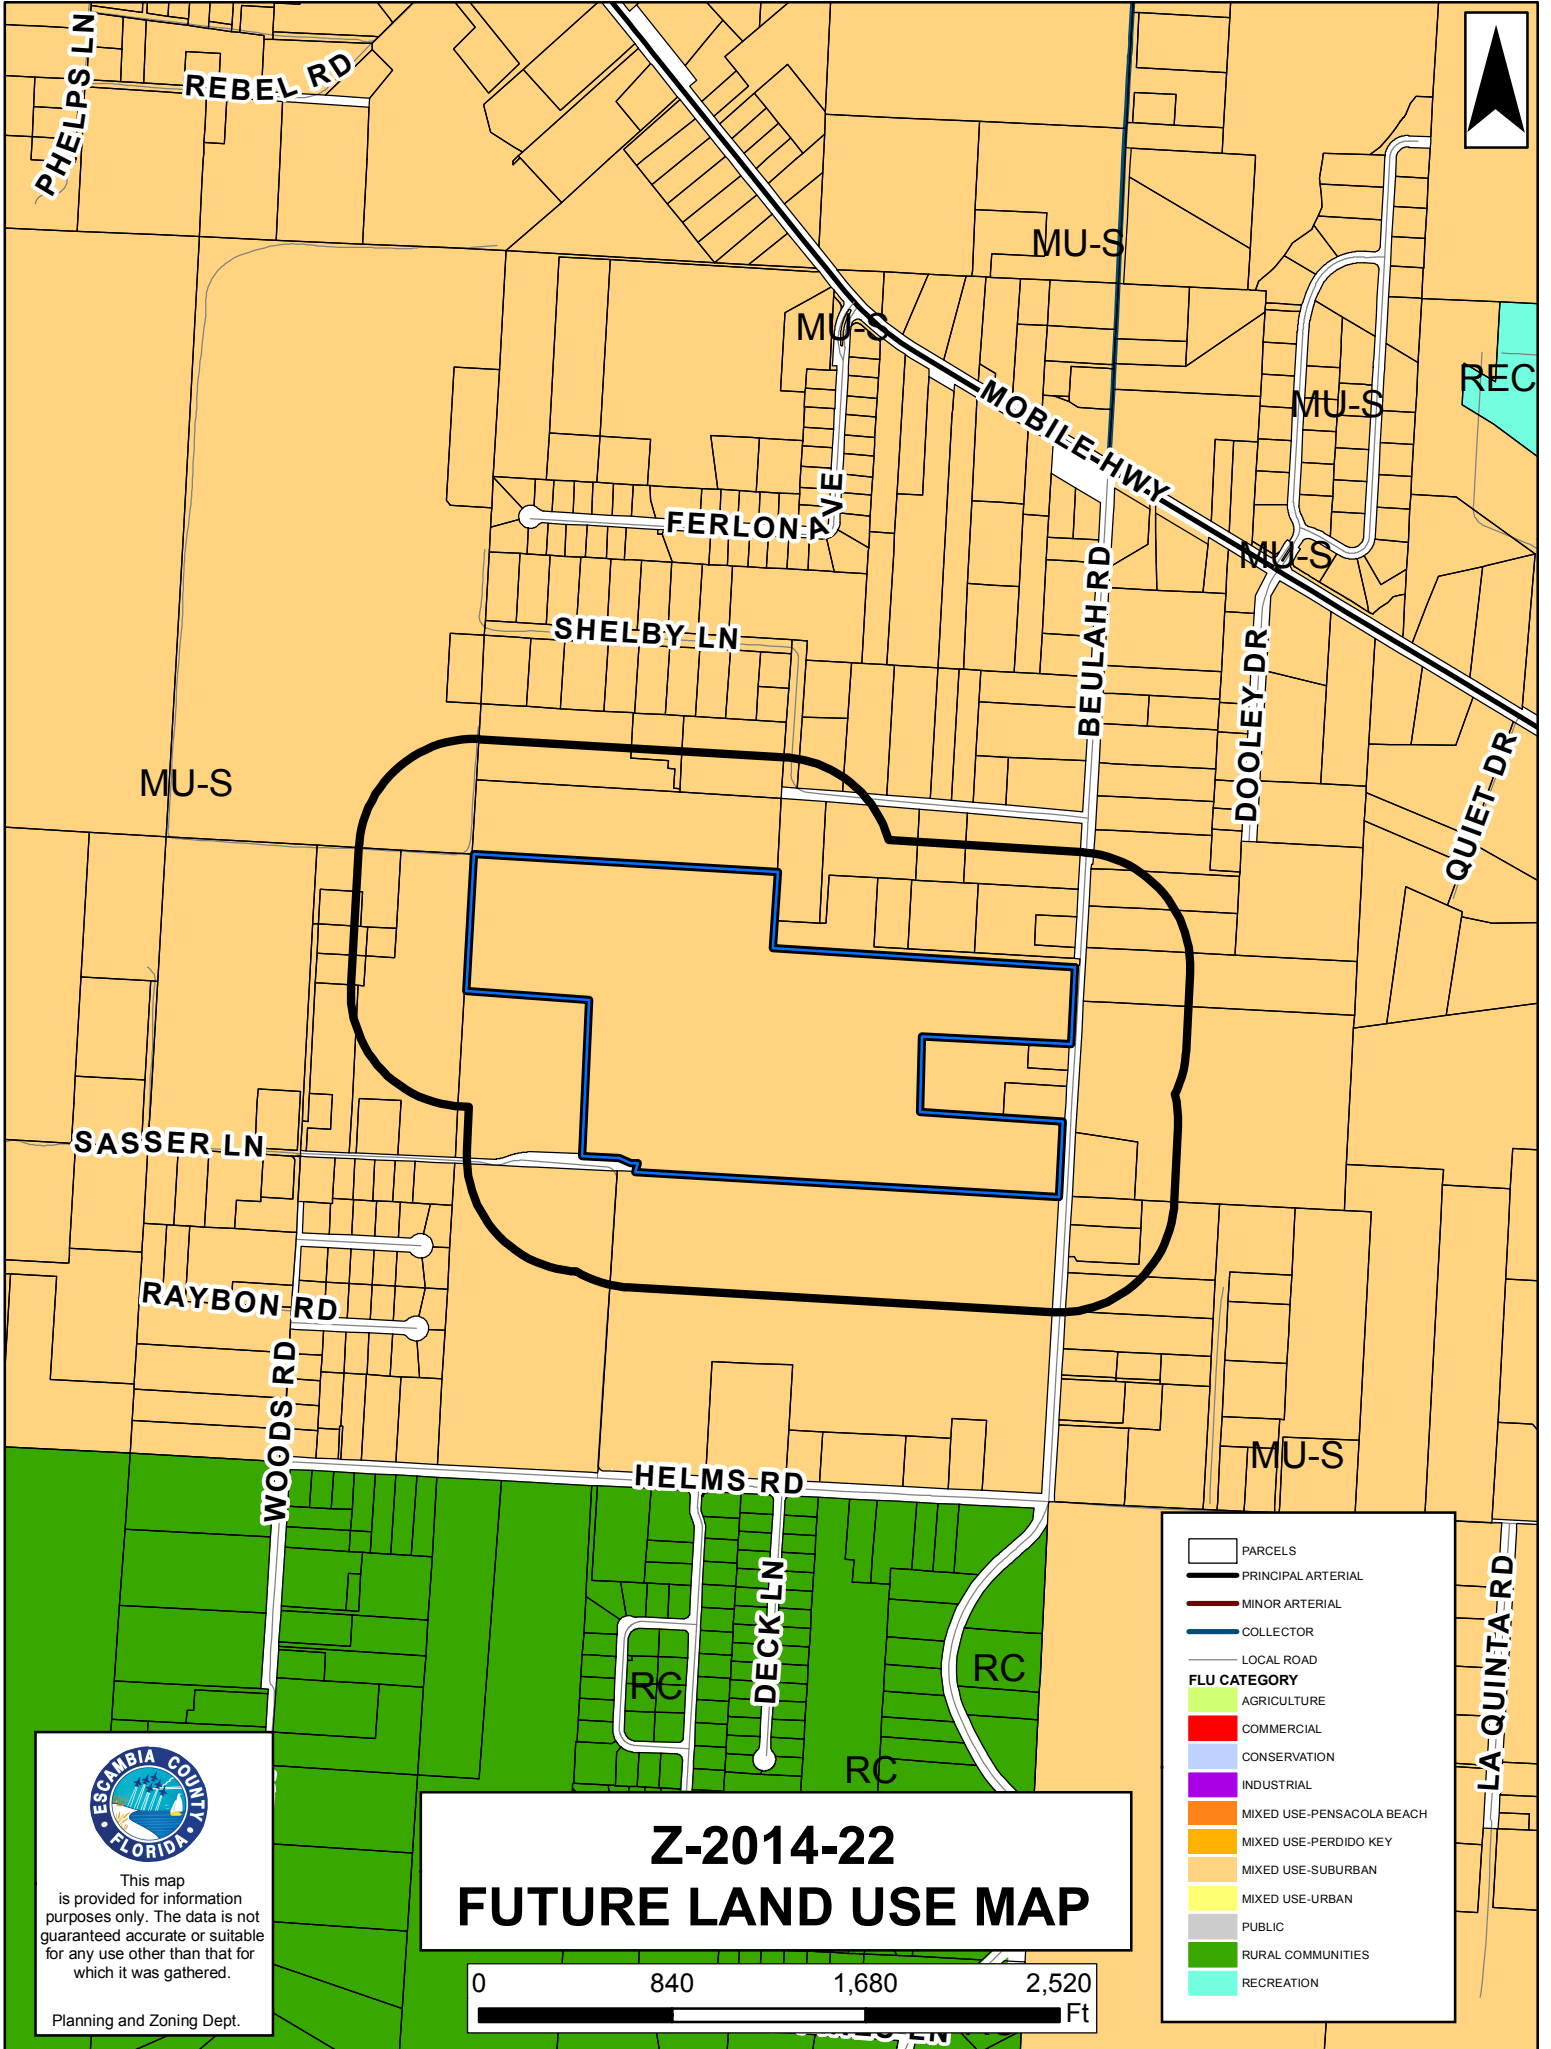 PHELPS LN
REBEL RD
MU-S
MU-S
REC
MU-S
MOBILE HWY
FERLON AVE
MU-S
BEULAH RD
SHELBY LN
DOOLEY DR
QUIET DR
MU-S
SASSER LN
RAYBON RD
WOODS RD
MU-S
HELMS RD
DECK LN
RC
RC
RC
LA QUINTA RD
PARCELS
PRINCIPAL ARTERIAL
MINOR ARTERIAL
COLLECTOR
LOCAL ROAD
FLU CATEGORY
AGRICULTURE
COMMERCIAL
CONSERVATION
INDUSTRIAL
MIXED USE-PENSACOLA BEACH
MIXED USE-PERDIDO KEY
MIXED USE-SUBURBAN
MIXED USE-URBAN
PUBLIC
RURAL COMMUNITIES
RECREATION
ESCAMBIA COUNTY
FLORIDA
This map
is provided for information
purposes only. The data is not
guaranteed accurate or suitable
for any use other than that for
which it was gathered.
Planning and Zoning Dept.
Z-2014-22
FUTURE LAND USE MAP
0 840 1,680 2,520
Ft
LN